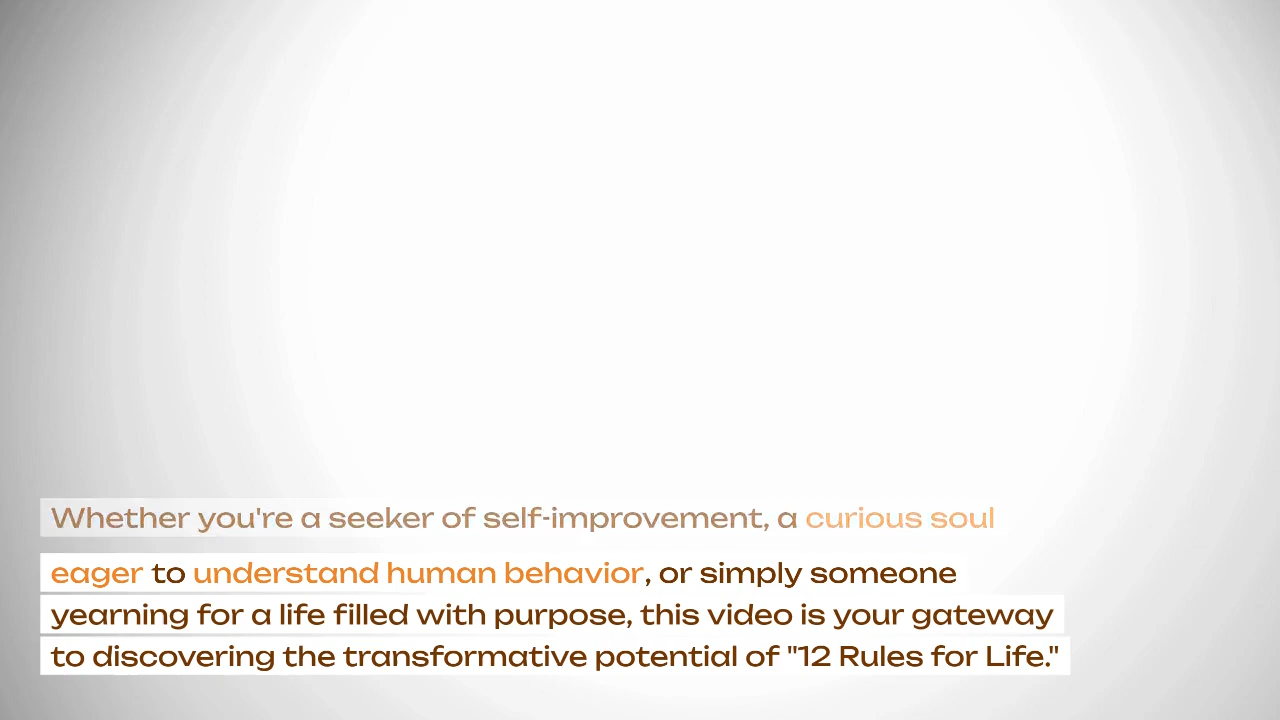 Whether you're a seeker of self-improvement, a curious soul
eager to understand human behavior, or simply someone
yearning for a life filled with purpose, this video is your gateway
to discovering the transformative potential of "12 Rules for Life."